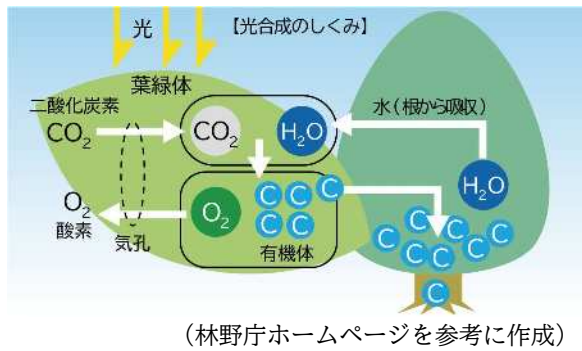 光
【光合成のしくみ】
葉緑体
二酸化炭素
CO2
CO2
H2O
水(根から吸収)
H2O
O2
酸素
気孔
O2
C
C
C
C
C
有機体
C
C
C
C
C
C
C
C
(林野庁ホームページを参考に作成)